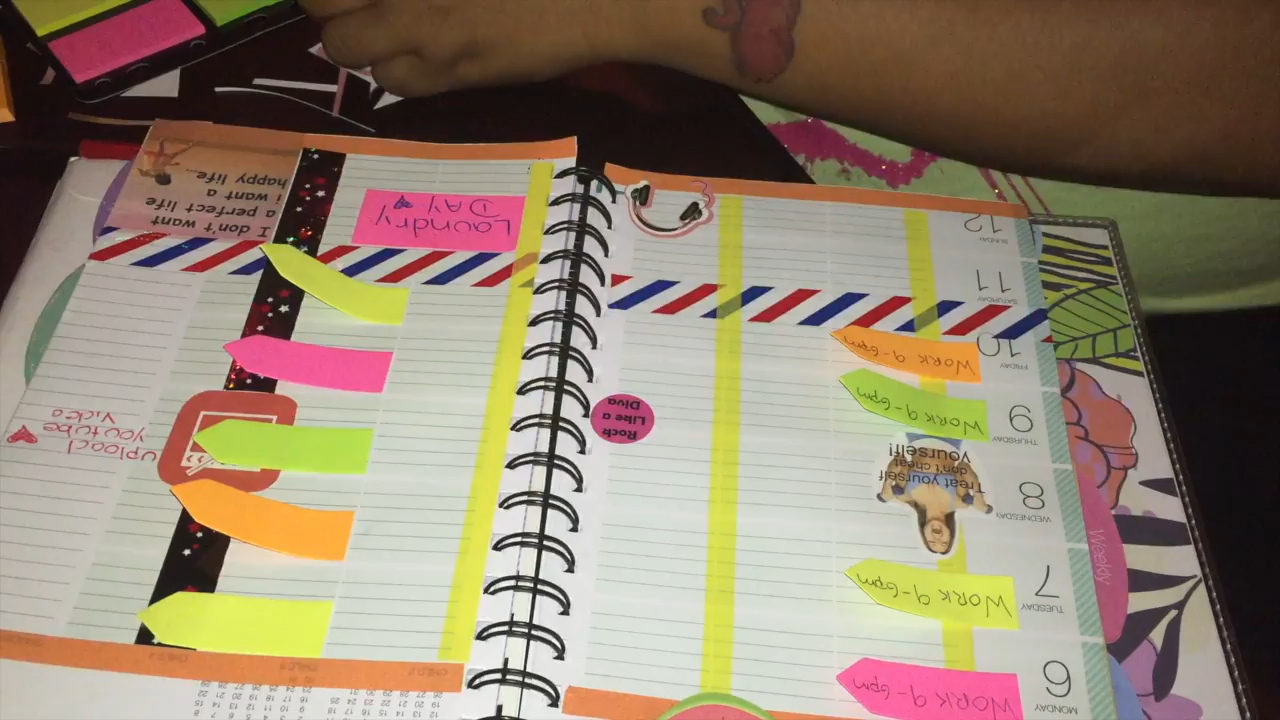 MONDAY
6
WORK 9-6pm
TUESDAY
7
WORK 9-6pm
WEDNESDAY
8
Treat yourself
don't cheat
yourself!
THURSDAY
9
WORK 9-6pm
FRIDAY
10
WORK 9-6pm
SATURDAY
11
SUNDAY
12
Rock
Like a
Diva
Weekly
upload
youtube
I don't want
a perfect life
i want a
happy life...
Laundry
DAY